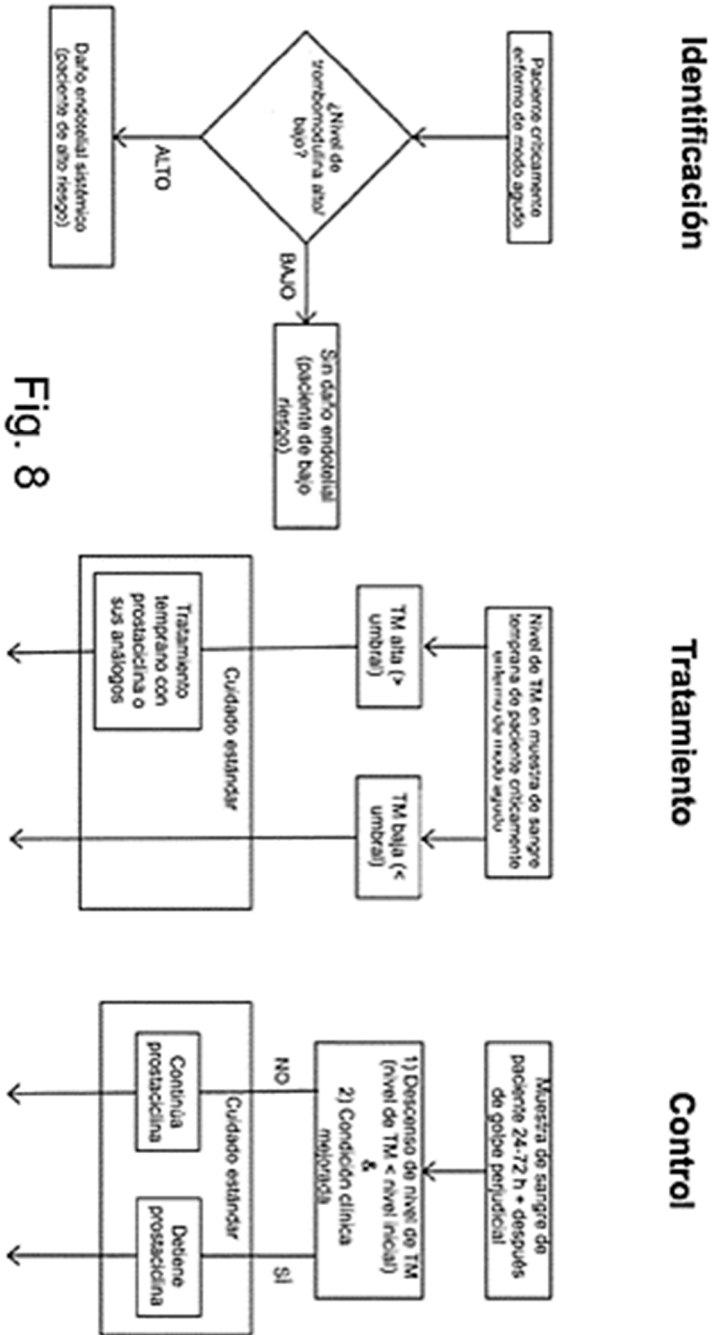 Identificación
Paciente críticamente
enfermo de modo agudo
¿Nivel de
trombomodulina alto/
bajo?
ALTO
BAJO
Daño endotelial sistémico
(paciente de alto riesgo)
Sin daño endotelial
(paciente de bajo
riesgo)
Tratamiento
Nivel de TM en muestra de sangre
temprana de paciente críticamente
enfermo de modo agudo
TM alta (>
umbral)
TM baja (<
umbral)
Cuidado estándar
Tratamiento
temprano con
prostaciclina o
sus análogos
Control
Muestra de sangre de
paciente 24-72 h + después
de golpe perjudicial
1) Descenso de nivel de TM
(nivel de TM < nivel inicial)
&
2) Condición clínica
mejorada
NO
SÍ
Cuidado estándar
Continúa
prostaciclina
Detiene
prostaciclina
Fig. 8